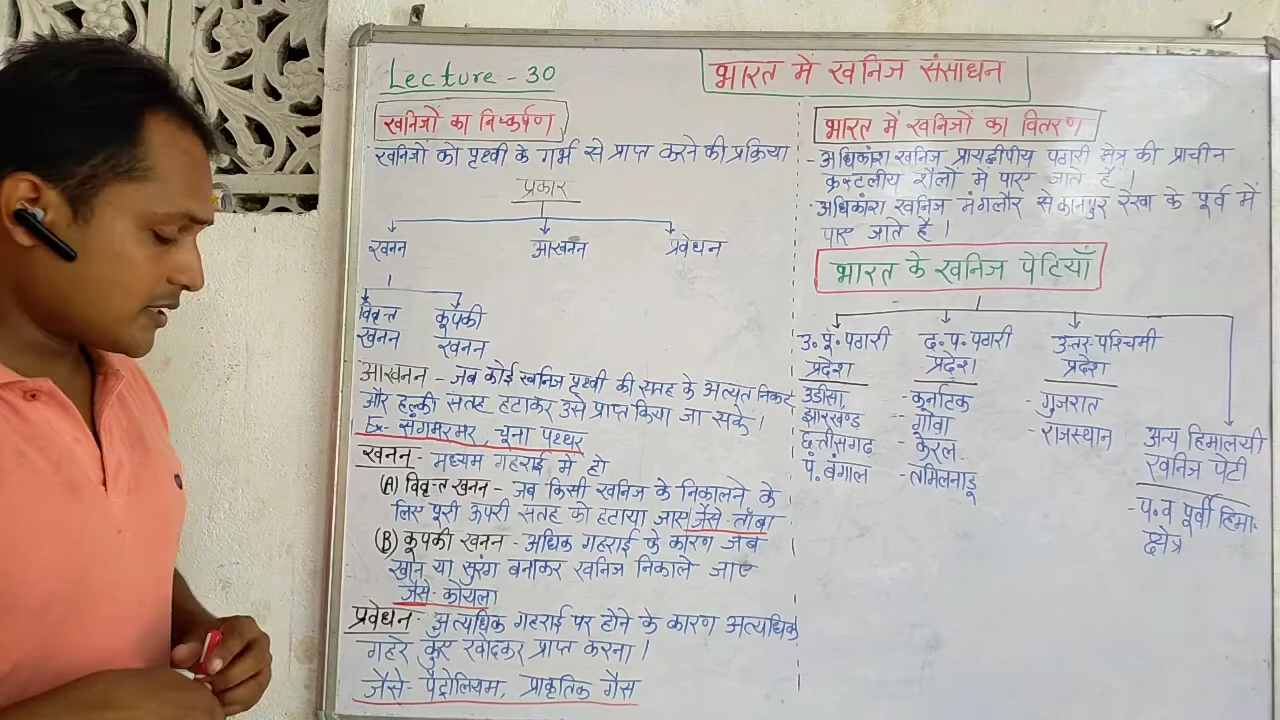 Lecture - 30
भारत में खनिज संसाधन
खनिजों का निष्कर्षण
खनिजों को पृथ्वी के गर्भ से प्राप्त करने की प्रक्रिया
प्रकार
खनन आखनन प्रवेधन
विवृत्त खनन
कूपकी खनन
आखनन - जब कोई खनिज पृथ्वी की सतह के अत्यंत निकट
और हल्की सतह हटाकर उसे प्राप्त किया जा सके।
Ex- संगमरमर, चूना पत्थर
खनन - मध्यम गहराई में हो
(A) विवृत्त खनन - जब किसी खनिज के निकालने के
लिए पूरी ऊपरी सतह को हटाया जाए जैसे- ताँबा
(B) कूपकी खनन - अधिक गहराई के कारण जब
खान या सुरंग बनाकर खनिज निकाले जाए
जैसे- कोयला
प्रवेधन - अत्यधिक गहराई पर होने के कारण अत्यधिक
गहरे कुएं खोदकर प्राप्त करना।
जैसे- पेट्रोलियम, प्राकृतिक गैस
भारत में खनिजों का वितरण
- अधिकांश खनिज प्रायद्वीपीय पठारी क्षेत्र की प्राचीन
क्रस्टलीय शैलों में पाए जाते हैं।
- अधिकांश खनिज मंगलौर से कानपुर रेखा के पूर्व में
पाए जाते हैं।
भारत के खनिज पेटियाँ
उ. पू. पठारी
प्रदेश
उड़ीसा
झारखण्ड
छत्तीसगढ़
पं. बंगाल
द. प. पठारी
प्रदेश
- कर्नाटक
- गोवा
- केरल
- तमिलनाडू
उत्तर-पश्चिमी
प्रदेश
- गुजरात
- राजस्थान
अन्य हिमालयी
खनिज पेटी
- प. व पूर्वी हिमा.
क्षेत्र